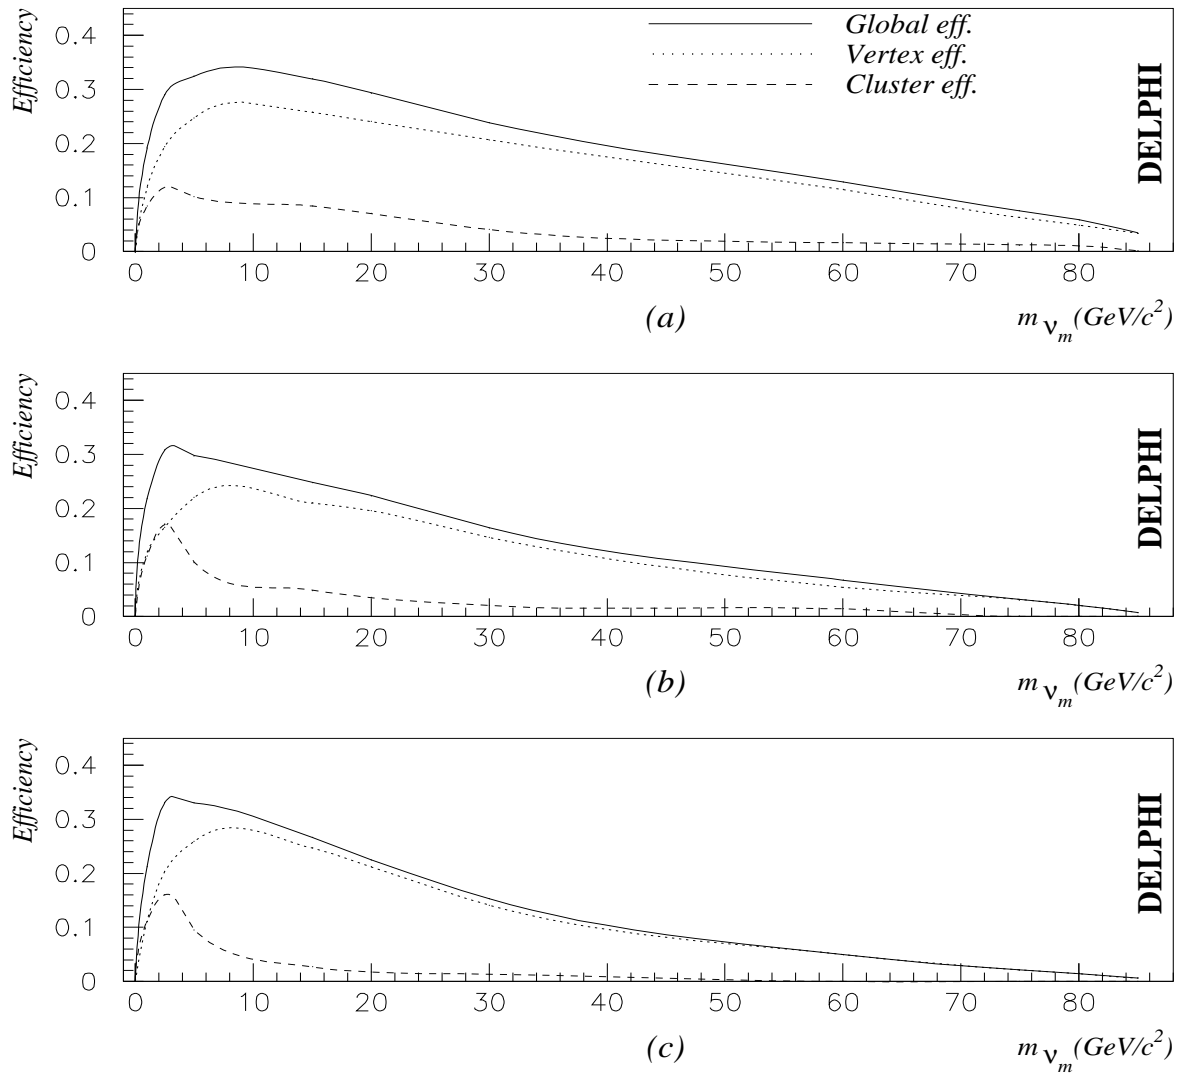 Efficiency
0.4
0.3
0.2
0.1
0
Global eff.
Vertex eff.
Cluster eff.
DELPHI
0 10 20 30 40 50 60 70 80
(a)
m ν_m (GeV/c²)
Efficiency
0.4
0.3
0.2
0.1
0
DELPHI
0 10 20 30 40 50 60 70 80
(b)
m ν_m (GeV/c²)
Efficiency
0.4
0.3
0.2
0.1
0
DELPHI
0 10 20 30 40 50 60 70 80
(c)
m ν_m (GeV/c²)